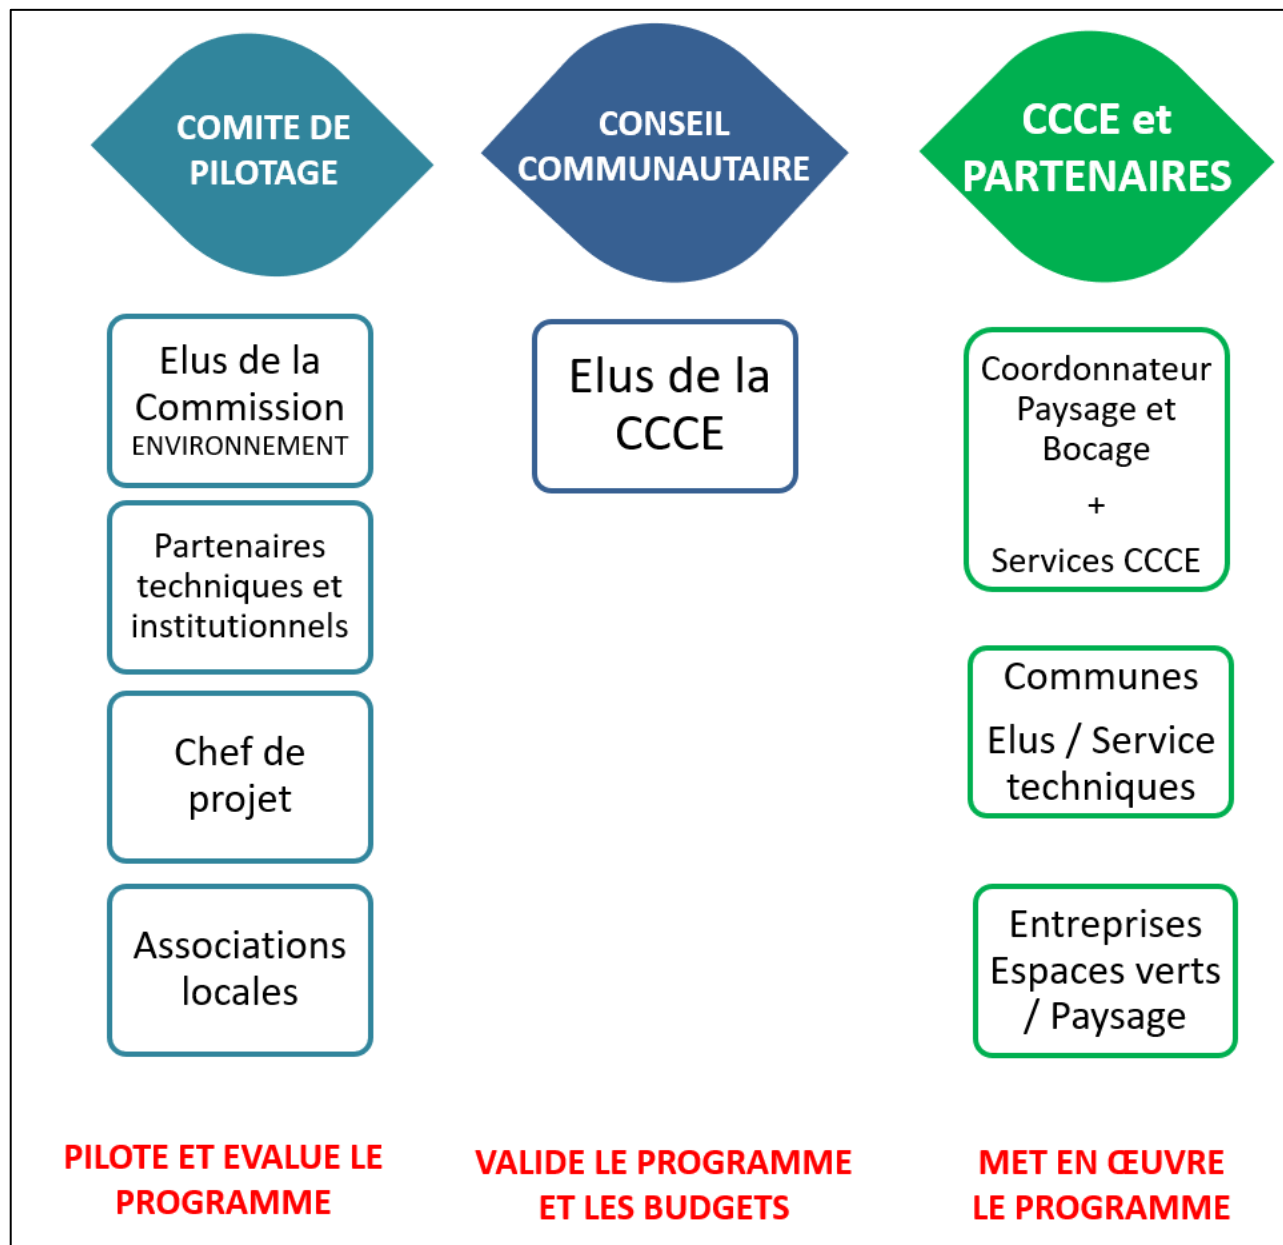 COMITE DE
PILOTAGE
Elus de la
Commission
ENVIRONNEMENT
Partenaires
techniques et
institutionnels
Chef de
projet
Associations
locales
PILOTE ET EVALUE LE
PROGRAMME
CONSEIL
COMMUNAUTAIRE
Elus de la
CCCE
VALIDE LE PROGRAMME
ET LES BUDGETS
CCCE et
PARTENAIRES
Coordonnateur
Paysage et
Bocage
+
Services CCCE
Communes
Elus / Service
techniques
Entreprises
Espaces verts
/ Paysage
MET EN ŒUVRE
LE PROGRAMME